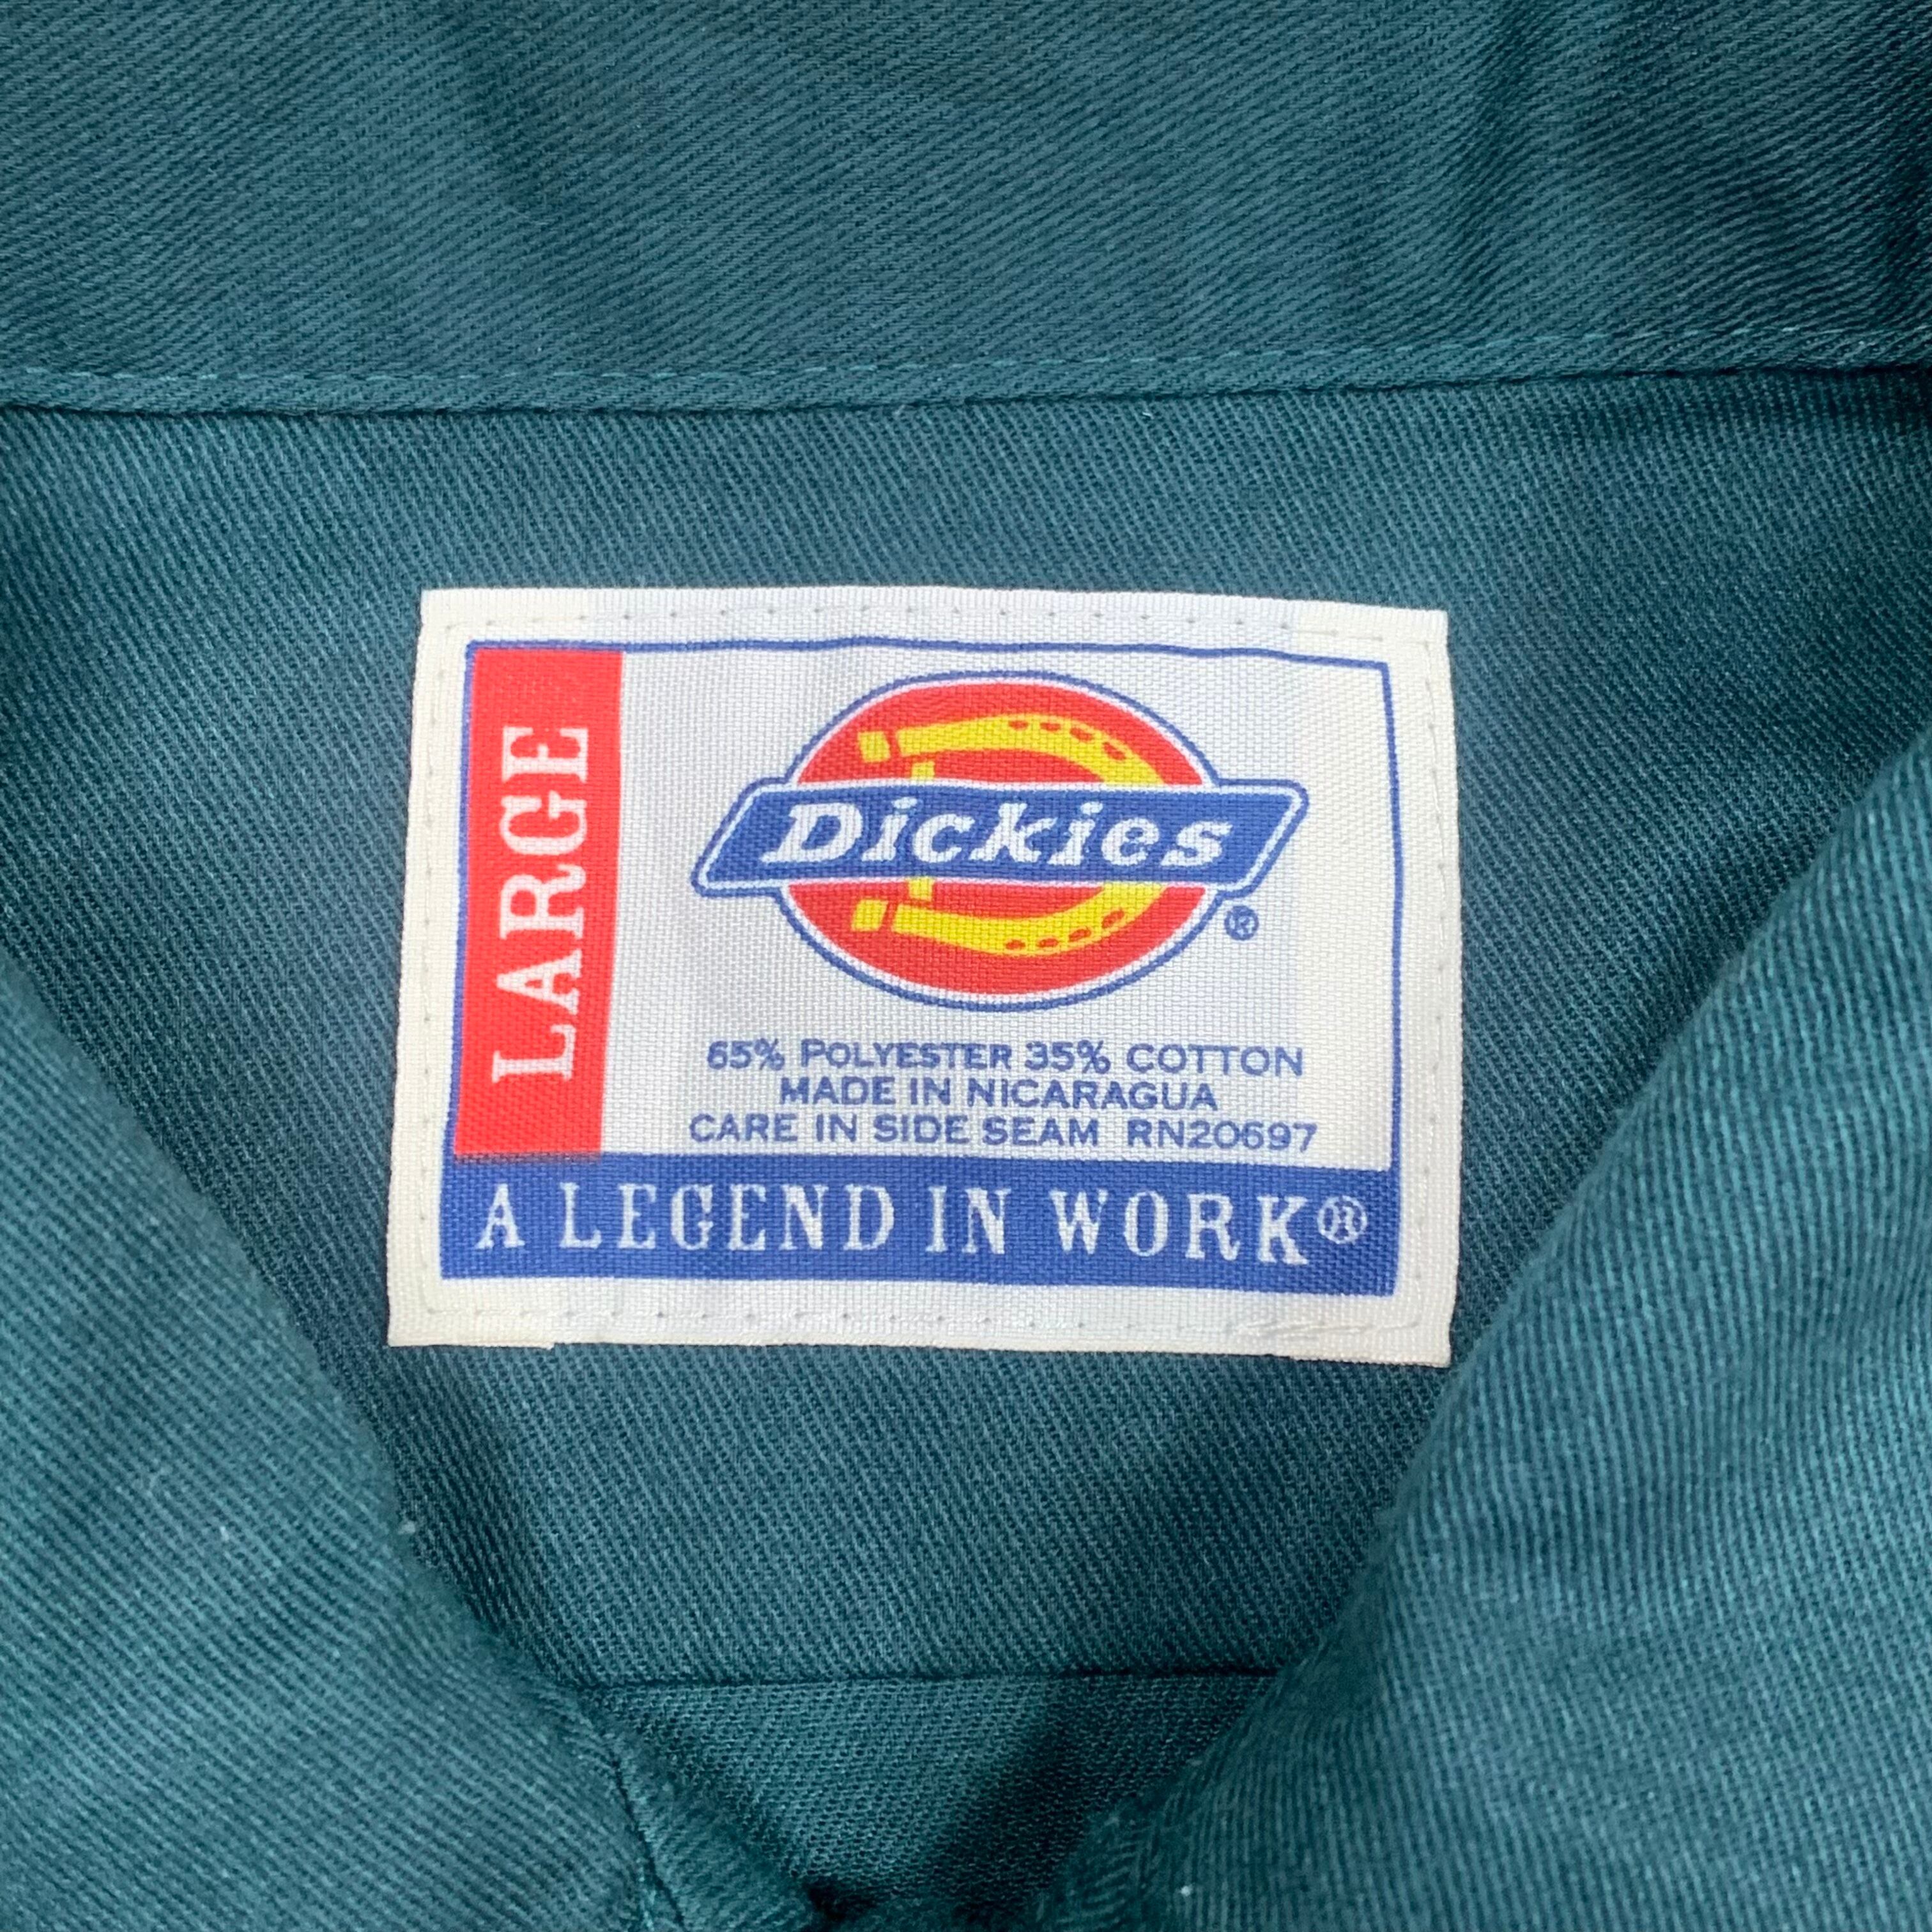 LARGE
Dickies
®
65% POLYESTER 35% COTTON
MADE IN NICARAGUA
CARE IN SIDE SEAM RN20697
A LEGEND IN WORK®